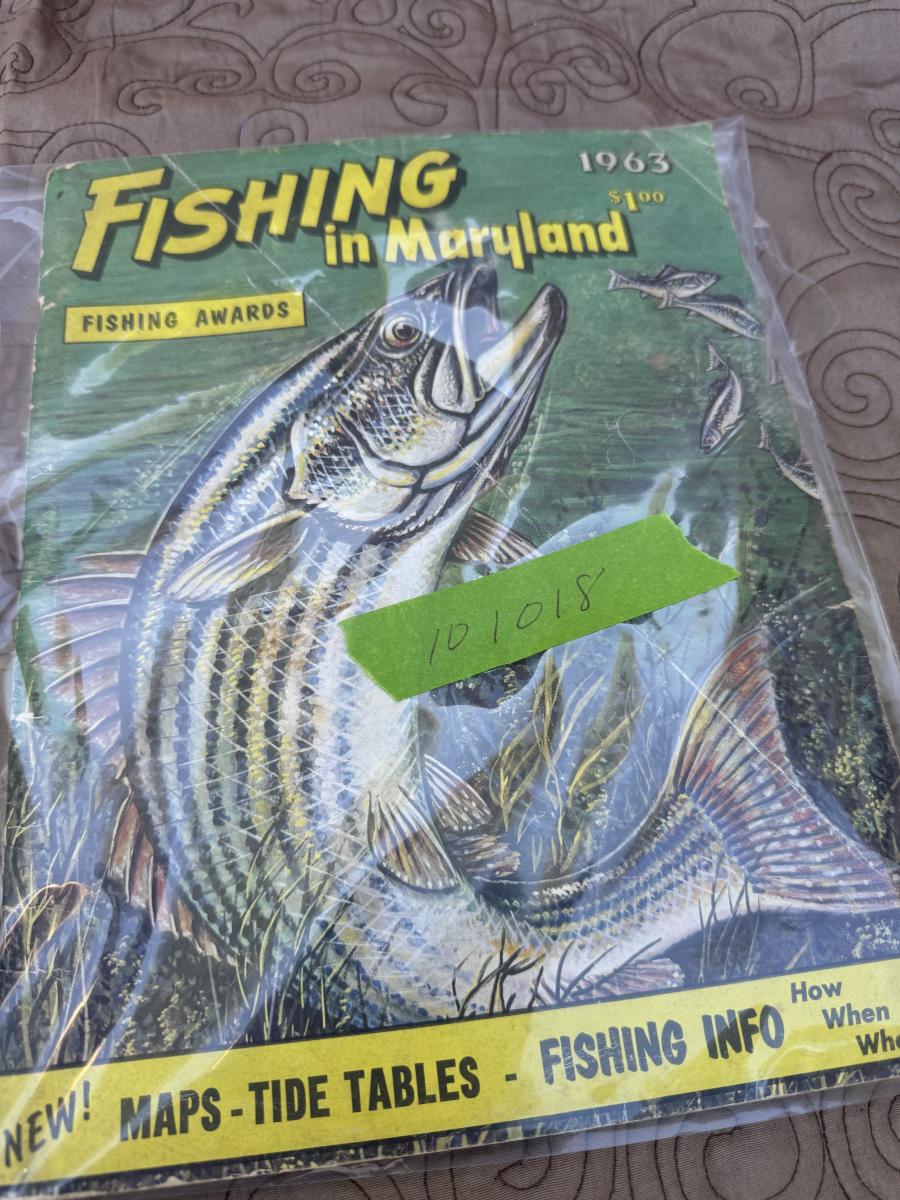 FISHING
in Maryland
1963
$1.00
FISHING AWARDS
101018
NEW! MAPS - TIDE TABLES - FISHING INFO
How
When